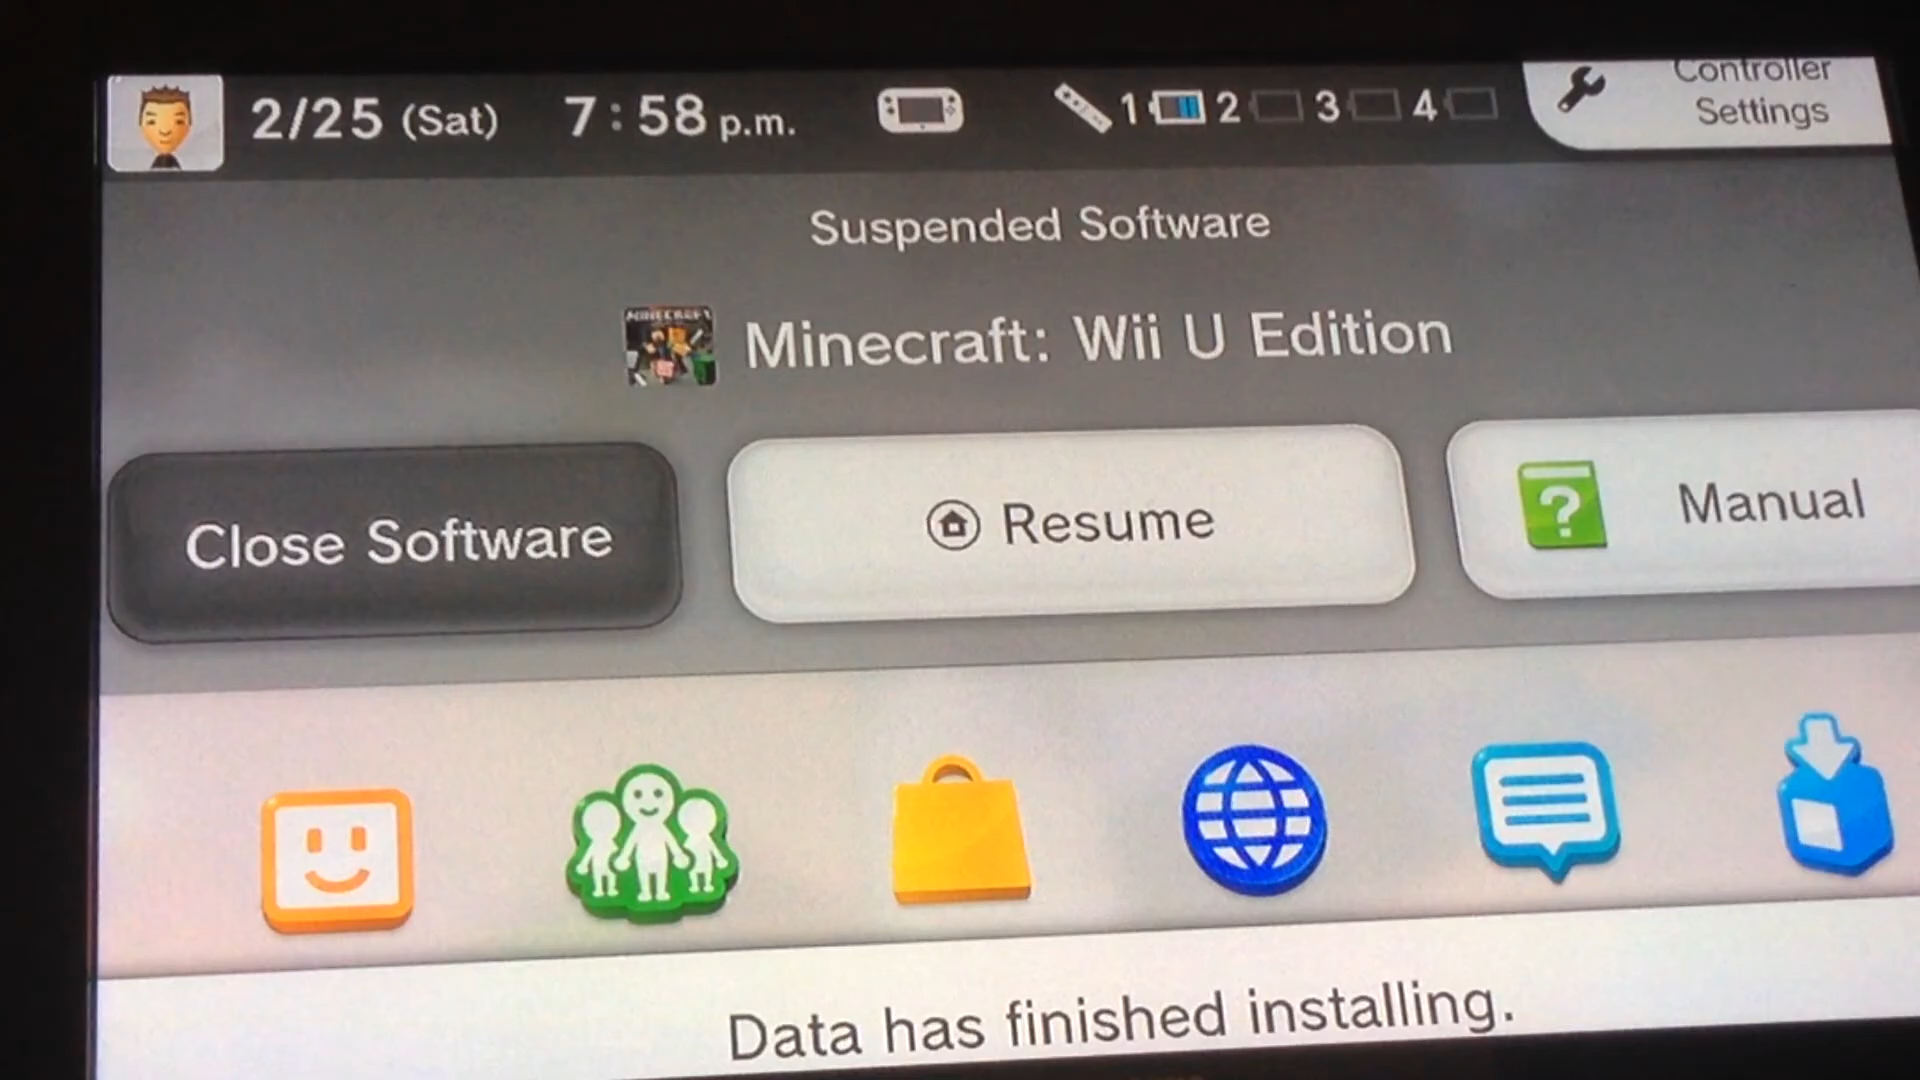 2/25 (Sat) 7:58 p.m. 1 2 3 4
Controller
Settings
Suspended Software
MINECRAFT
Minecraft: Wii U Edition
Close Software
Resume
? Manual
Data has finished installing.